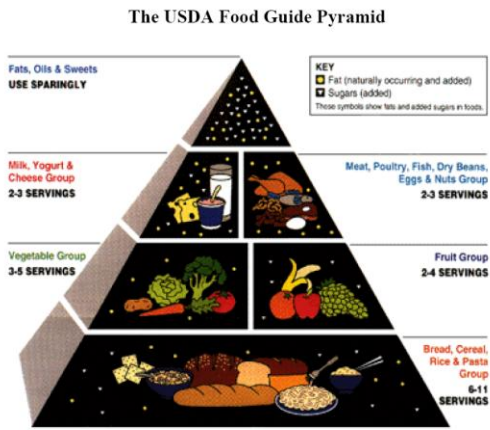 The USDA Food Guide Pyramid
Fats, Oils & Sweets
USE SPARINGLY
KEY
Fat (naturally occurring and added)
Sugars (added)
These symbols show fats and added sugars in foods.
Milk, Yogurt &
Cheese Group
2-3 SERVINGS
Meat, Poultry, Fish, Dry Beans,
Eggs & Nuts Group
2-3 SERVINGS
Vegetable Group
3-5 SERVINGS
Fruit Group
2-4 SERVINGS
Bread, Cereal,
Rice & Pasta
Group
6-11
SERVINGS